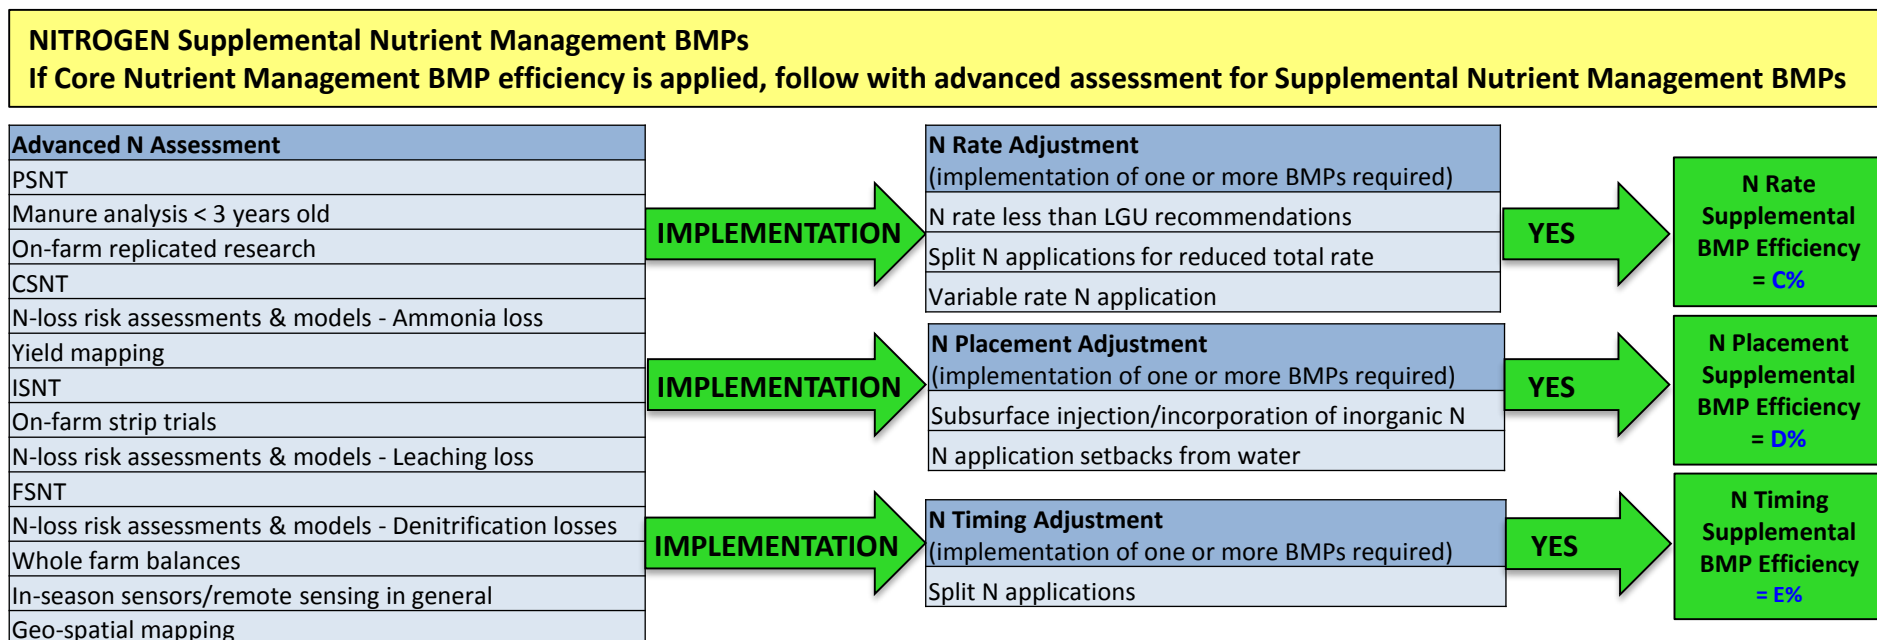 NITROGEN Supplemental Nutrient Management BMPs
If Core Nutrient Management BMP efficiency is applied, follow with advanced assessment for Supplemental Nutrient Management BMPs
Advanced N Assessment
PSNT
Manure analysis < 3 years old
On-farm replicated research
CSNT
N-loss risk assessments & models - Ammonia loss
Yield mapping
ISNT
On-farm strip trials
N-loss risk assessments & models - Leaching loss
FSNT
N-loss risk assessments & models - Denitrification losses
Whole farm balances
In-season sensors/remote sensing in general
Geo-spatial mapping
IMPLEMENTATION
N Rate Adjustment
(implementation of one or more BMPs required)
N rate less than LGU recommendations
Split N applications for reduced total rate
Variable rate N application
YES
N Rate
Supplemental
BMP Efficiency
= C%
IMPLEMENTATION
N Placement Adjustment
(implementation of one or more BMPs required)
Subsurface injection/incorporation of inorganic N
N application setbacks from water
YES
N Placement
Supplemental
BMP Efficiency
= D%
IMPLEMENTATION
N Timing Adjustment
(implementation of one or more BMPs required)
Split N applications
YES
N Timing
Supplemental
BMP Efficiency
= E%